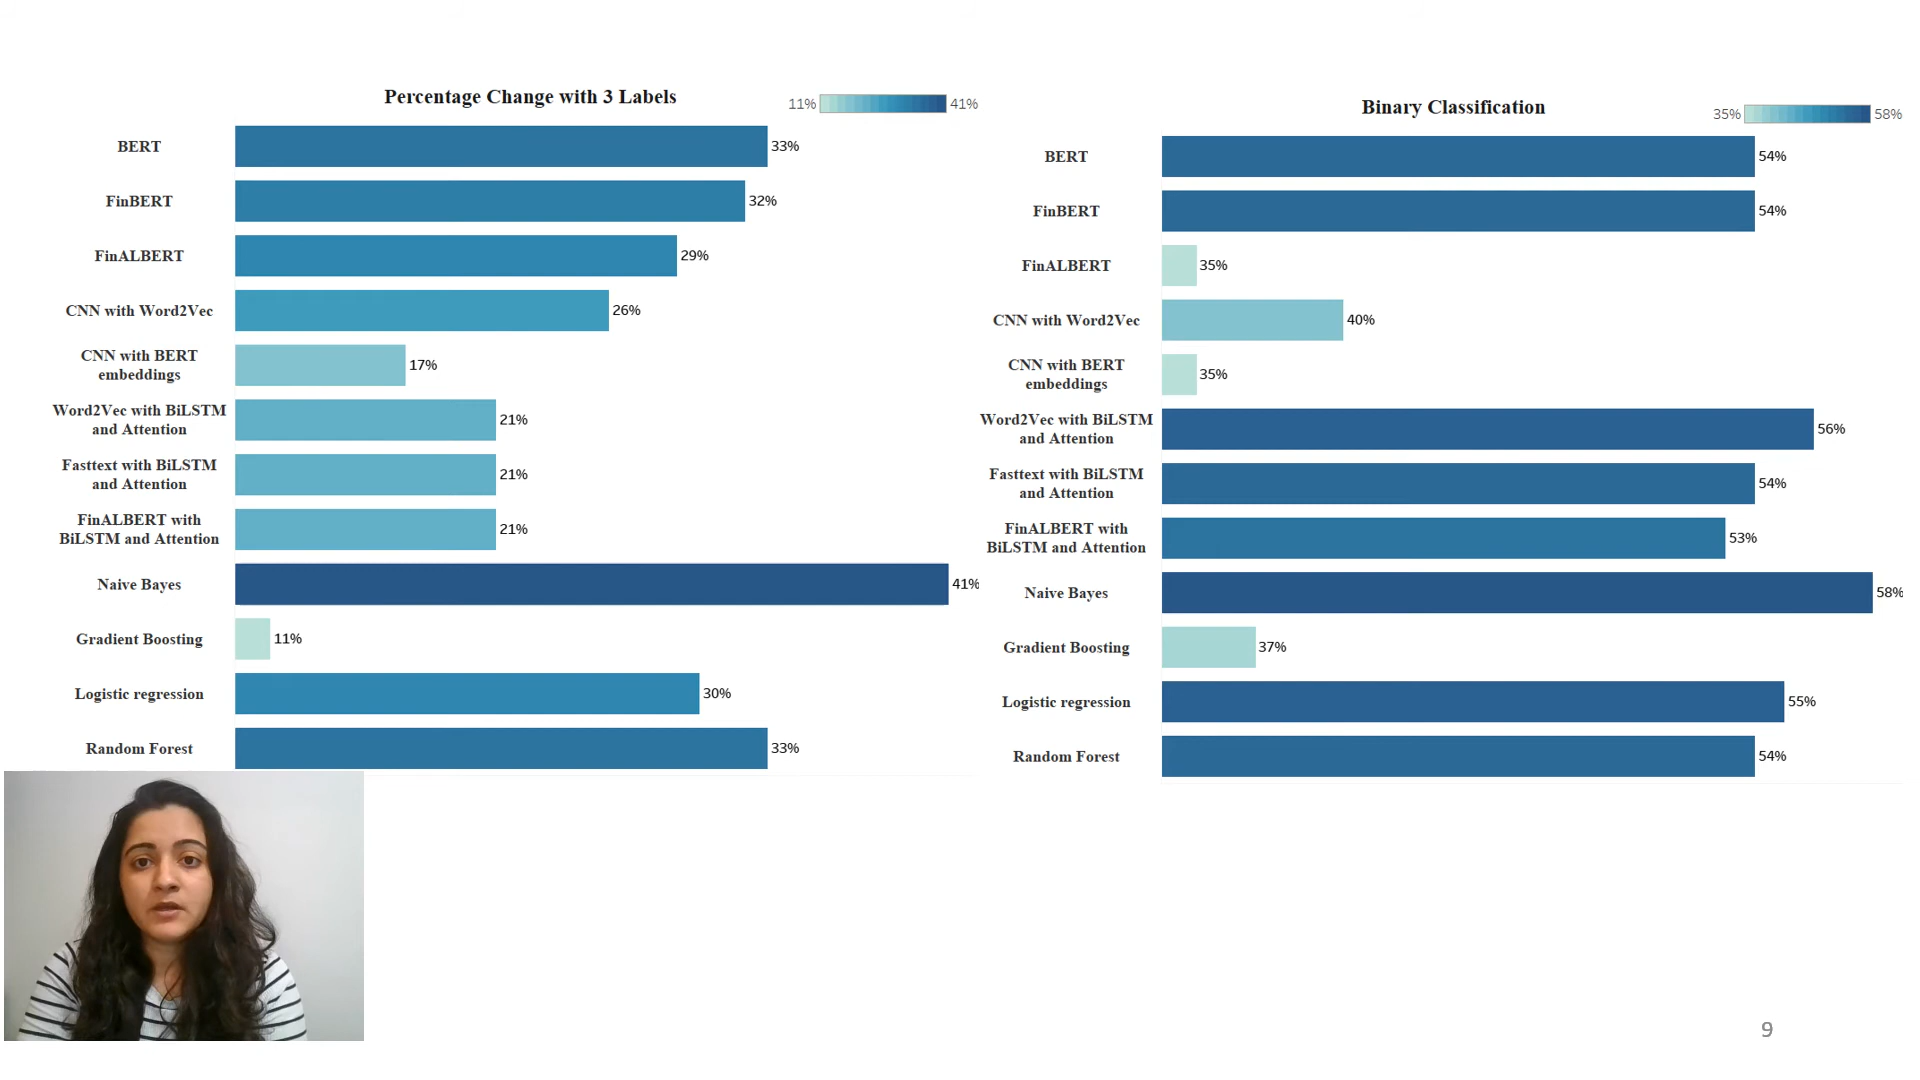 Percentage Change with 3 Labels
11% 41%
BERT 33%
FinBERT 32%
FinALBERT 29%
CNN with Word2Vec 26%
CNN with BERT
embeddings 17%
Word2Vec with BiLSTM
and Attention 21%
Fasttext with BiLSTM
and Attention 21%
FinALBERT with
BiLSTM and Attention 21%
Naive Bayes 41%
Gradient Boosting 11%
Logistic regression 30%
Random Forest 33%
Binary Classification
35% 58%
BERT 54%
FinBERT 54%
FinALBERT 35%
CNN with Word2Vec 40%
CNN with BERT
embeddings 35%
Word2Vec with BiLSTM
and Attention 56%
Fasttext with BiLSTM
and Attention 54%
FinALBERT with
BiLSTM and Attention 53%
Naive Bayes 58%
Gradient Boosting 37%
Logistic regression 55%
Random Forest 54%
9